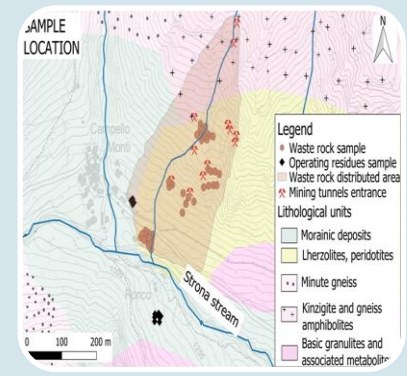 SAMPLE
LOCATION
N
Campello
Monti
Ronco
Strona stream
0 100 200 m
Legend
Waste rock sample
Operating residues sample
Waste rock distributed area
Mining tunnels entrance
Lithological units
Morainic deposits
Lherzolites, peridotites
Minute gneiss
Kinzigite and gneiss
amphibolites
Basic granulites and
associated metabolites